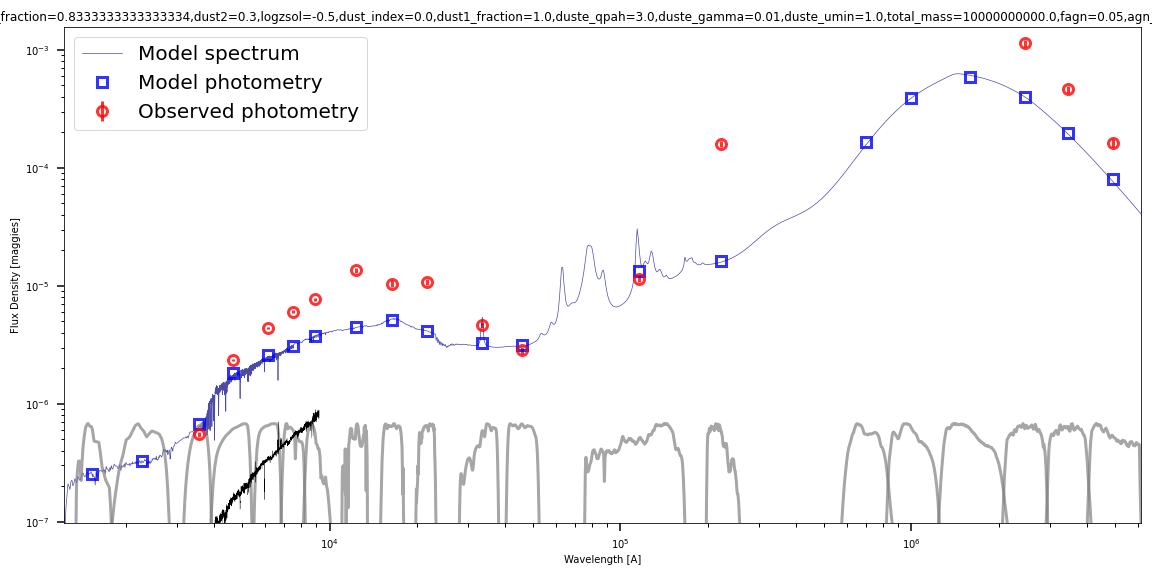 _fraction=0.8333333333333334,dust2=0.3,logzsol=-0.5,dust_index=0.0,dust1_fraction=1.0,duste_qpah=3.0,duste_gamma=0.01,duste_umin=1.0,total_mass=10000000000.0,fagn=0.05,agn_
Model spectrum
Model photometry
Observed photometry
10⁻³
10⁻⁴
10⁻⁵
10⁻⁶
10⁻⁷
Flux Density [maggies]
10⁴
10⁵
10⁶
Wavelength [A]